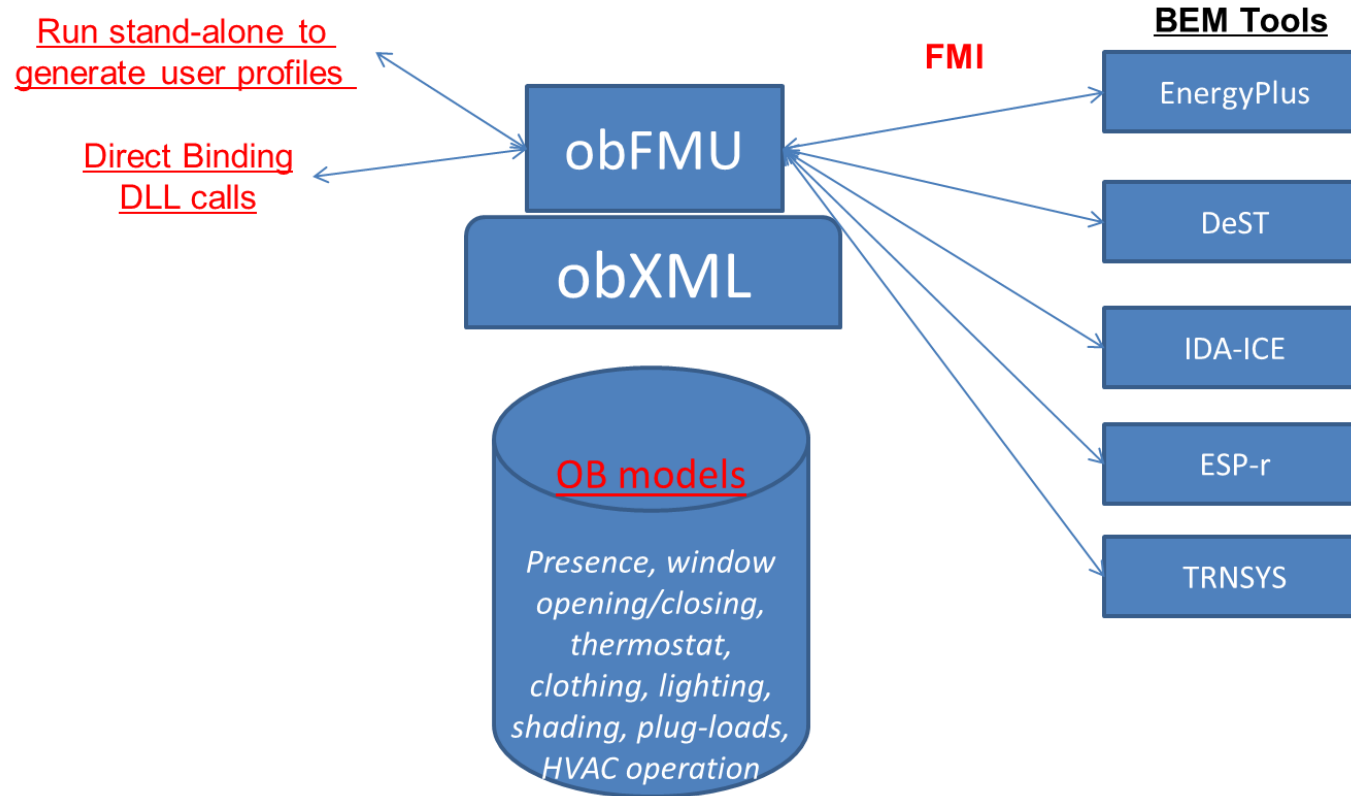 Run stand-alone to
generate user profiles
Direct Binding
DLL calls
obFMU
obXML
OB models
Presence, window
opening/closing,
thermostat,
clothing, lighting,
shading, plug-loads,
HVAC operation
FMI
BEM Tools
EnergyPlus
DeST
IDA-ICE
ESP-r
TRNSYS